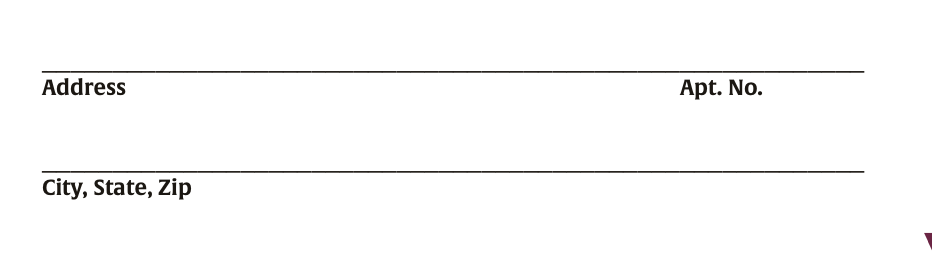 Address Apt. No.
City, State, Zip